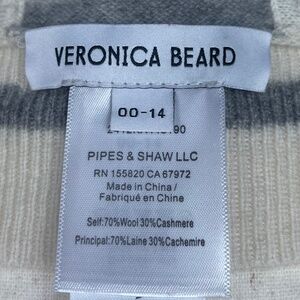 VERONICA BEARD
00-14
PIPES & SHAW LLC
RN 155820 CA 67972
Made in China /
Fabriqué en Chine
Self:70%Wool 30%Cashmere
Principal:70%Laine 30%Cachemire